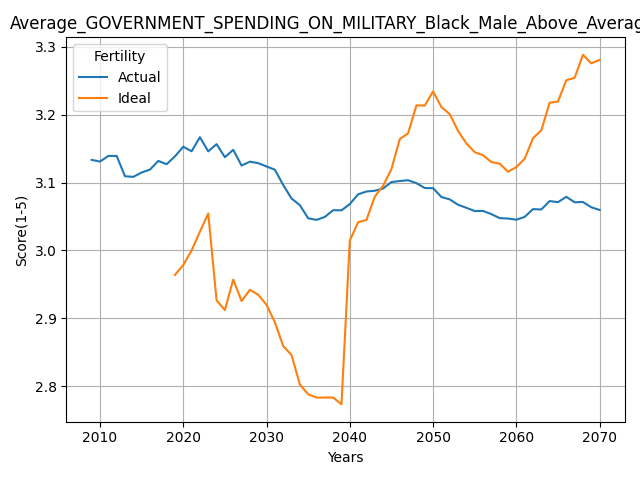 Average_GOVERNMENT_SPENDING_ON_MILITARY_Black_Male_Above_Averag
Fertility
Actual
Ideal
Score(1-5)
3.3
3.2
3.1
3.0
2.9
2.8
2010 2020 2030 2040 2050 2060 2070
Years